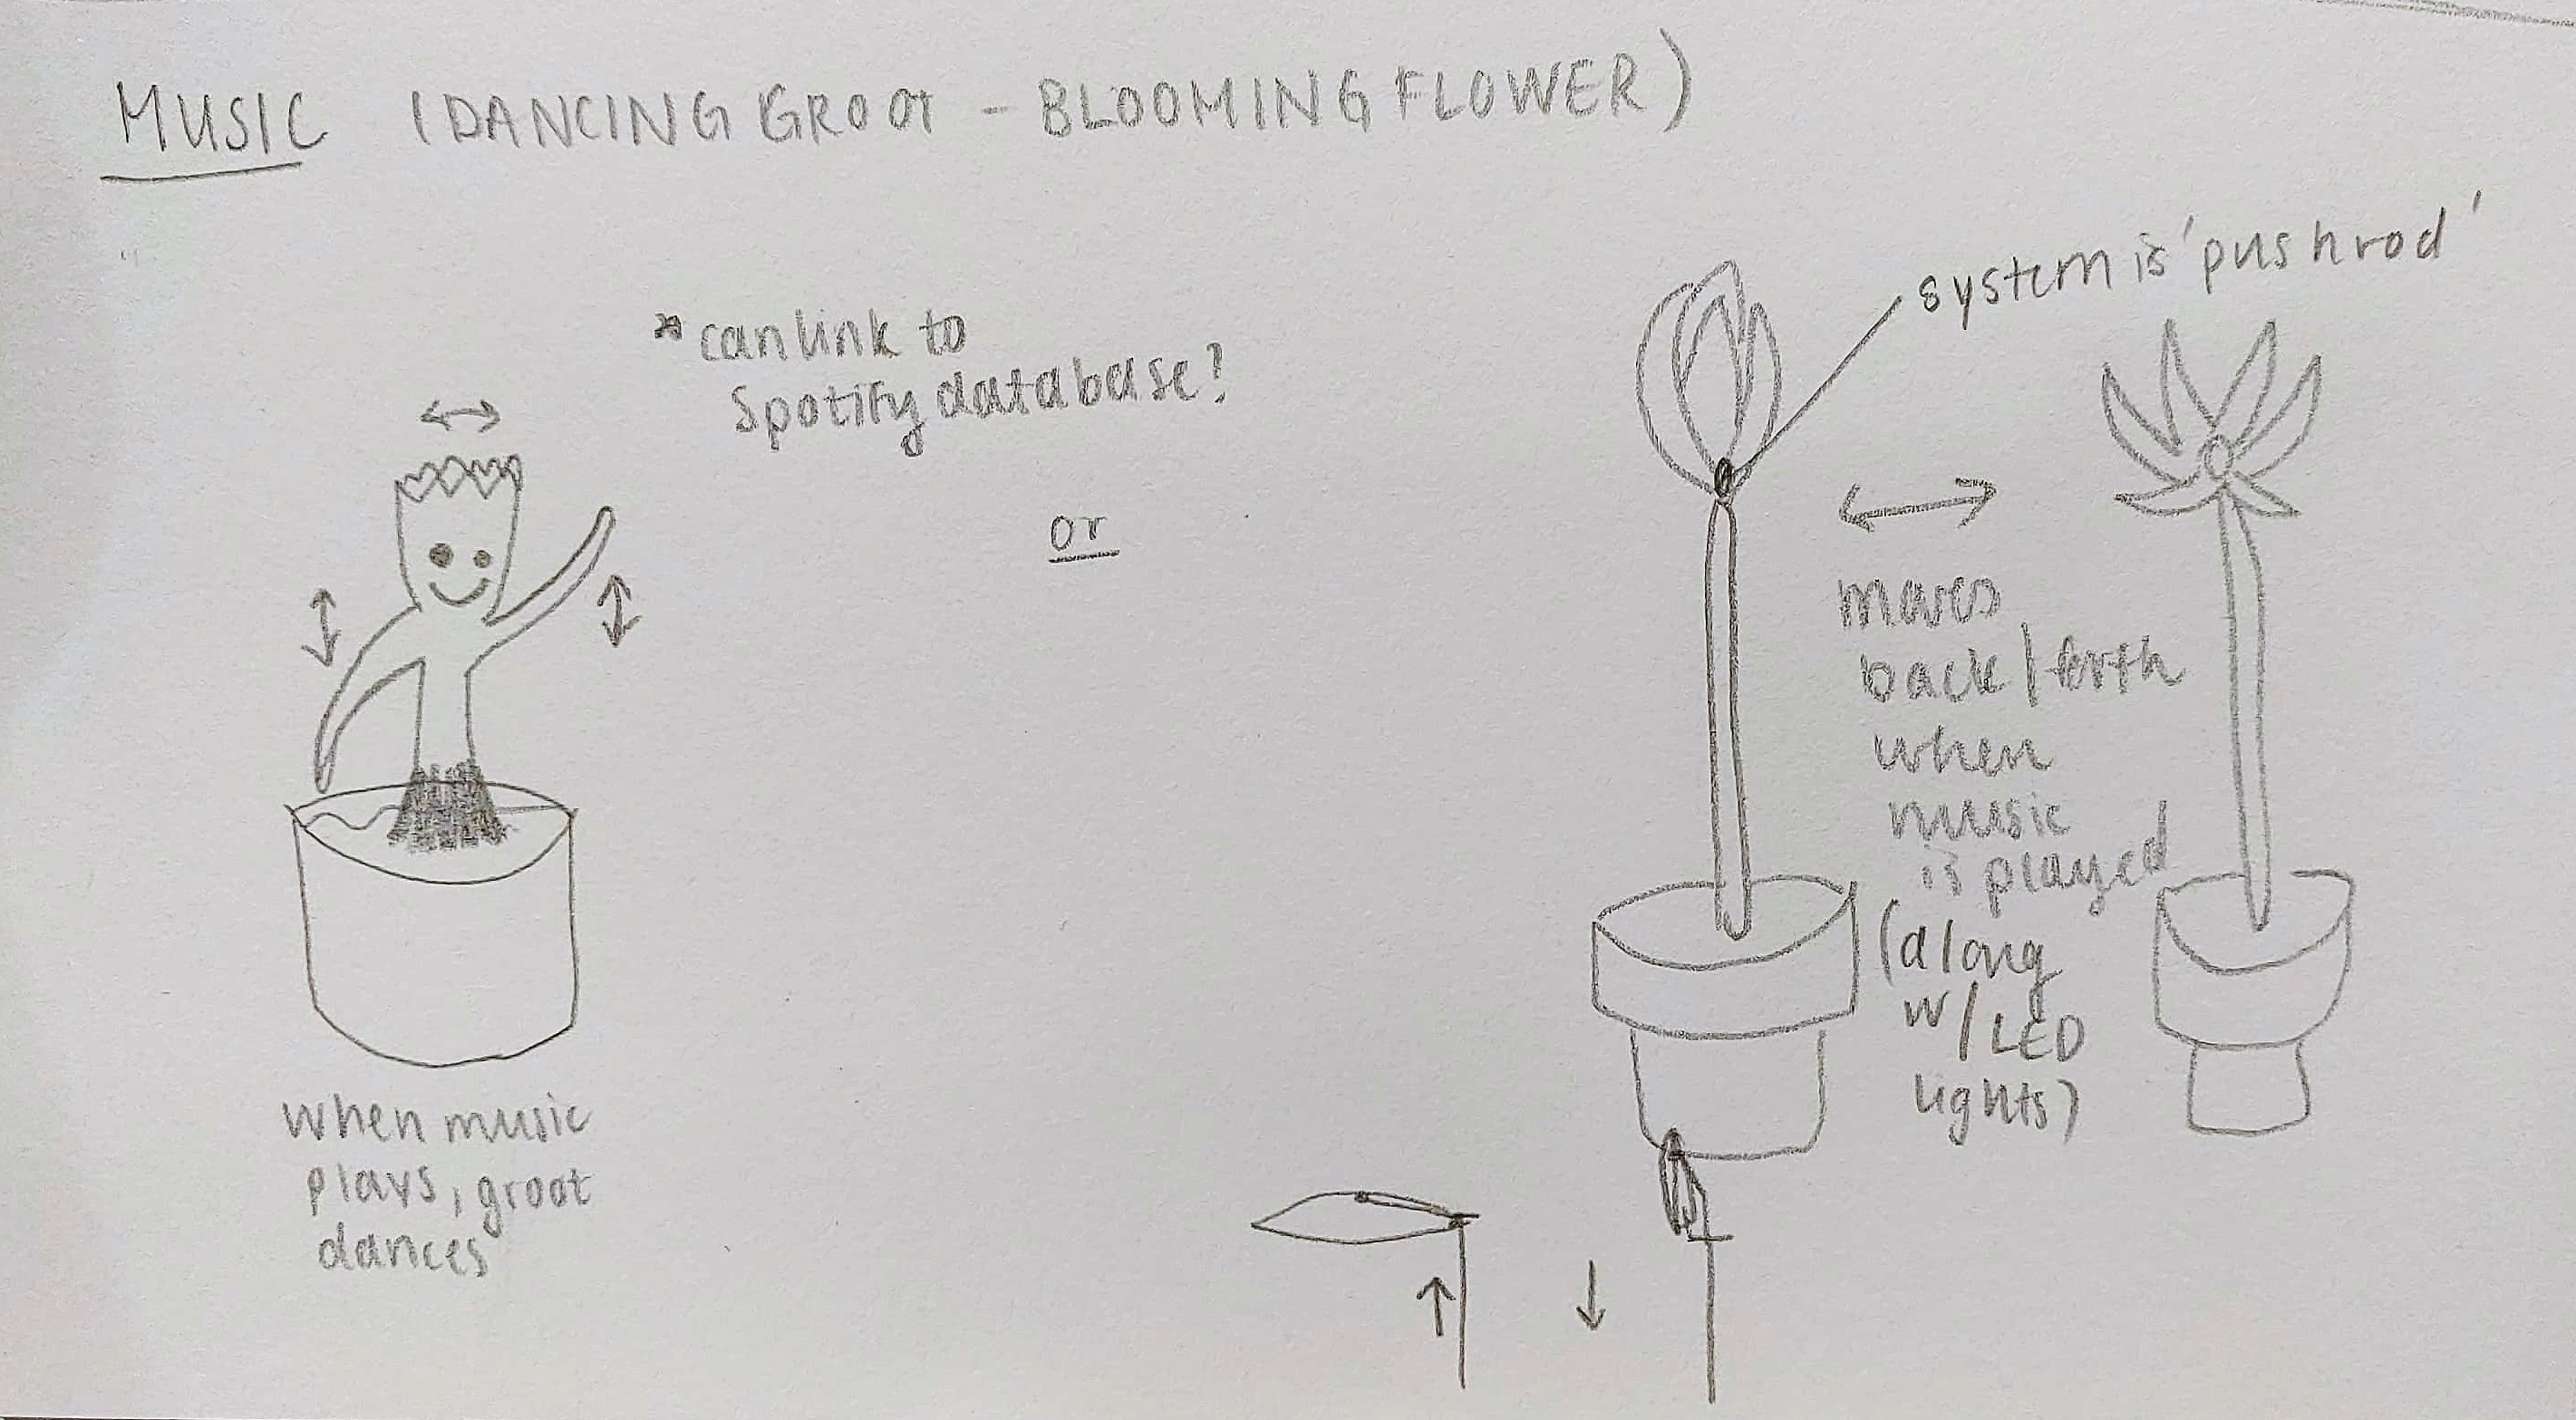 MUSIC (DANCING GROOT - BLOOMING FLOWER)
* can link to
Spotify database?
or
when music
plays, groot
dances
system is 'pushrod'
moves
back/forth
when
music
is played
(along
w/LED
lights)